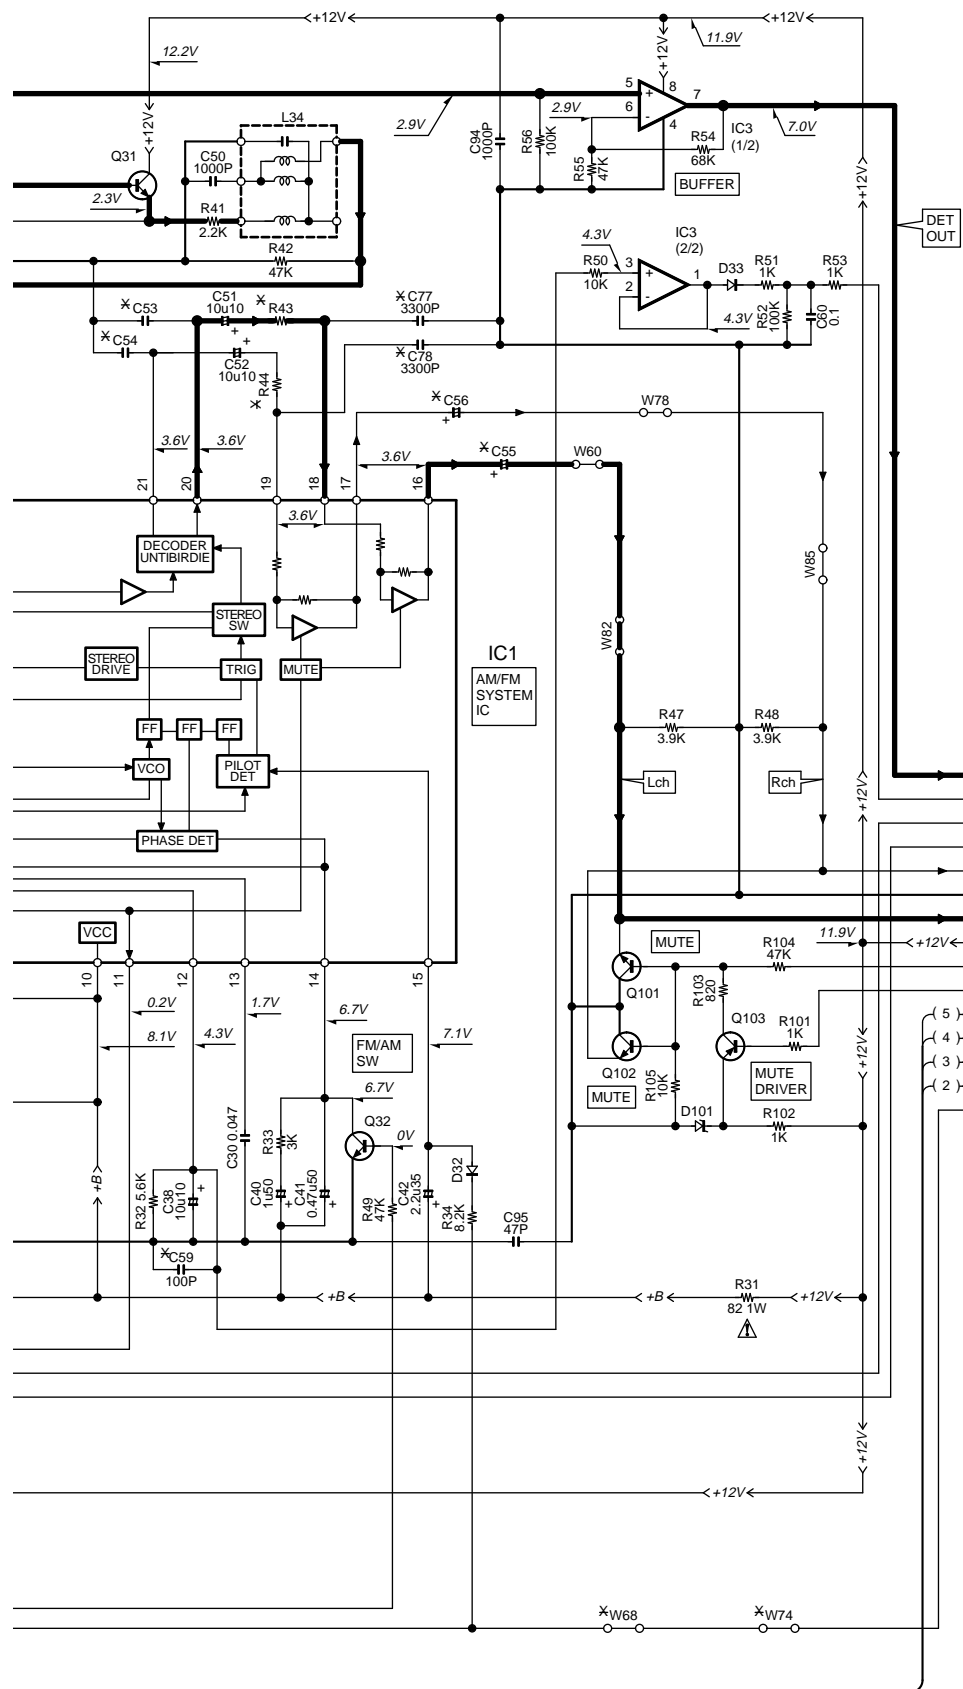 +12V
+12V
12.2V
+12V
11.9V
+12V
5
8
7
6
4
2.9V
2.9V
7.0V
L34
Q31
C50
1000P
C94
1000P
R56
100K
R55
47K
R54
68K
IC3
(1/2)
BUFFER
2.3V
R41
2.2K
+12V
DET
OUT
R42
47K
4.3V
IC3
(2/2)
R50
10K
3
2
1
D33
R51
1K
R53
1K
C53
C51
10u10
+
R43
C77
3300P
4.3V
R52
100K
C60
0.1
C54
+
C52
10u10
C78
3300P
R44
C56
+
W78
3.6V
3.6V
3.6V
C55
+
W60
21
20
19
18
17
16
3.6V
DECODER
UNTIBIRDIE
W85
STEREO
SW
W82
STEREO
DRIVE
TRIG
MUTE
IC1
AM/FM
SYSTEM
IC
FF
FF
FF
R47
3.9K
R48
3.9K
VCO
PILOT
DET
Lch
Rch
+12V
PHASE DET
VCC
MUTE
11.9V
+12V
R104
47K
10
11
12
13
14
15
Q101
R103
820
0.2V
1.7V
6.7V
Q103
R101
1K
( 5 )
8.1V
4.3V
7.1V
FM/AM
SW
( 4 )
+12V
( 3 )
Q102
MUTE
R105
10K
MUTE
DRIVER
( 2 )
6.7V
D101
R102
1K
Q32
0V
C30 0.047
R33
3K
D32
+B
R32 5.6K
C38
10u10
+
C40
1u50
+
C41
0.47u50
+
R49
47K
C42
2.2u35
+
R34
8.2K
C95
47P
C59
100P
R31
82 1W
+B
+B
+12V
+12V
+12V
W68
W74